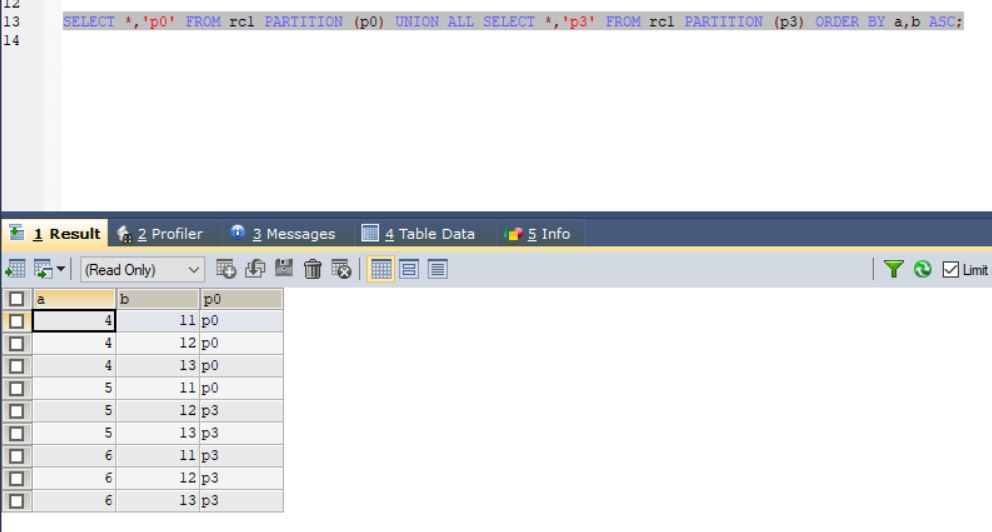 12
13 SELECT *,'p0' FROM rc1 PARTITION (p0) UNION ALL SELECT *,'p3' FROM rc1 PARTITION (p3) ORDER BY a,b ASC;
14
1 Result 2 Profiler 3 Messages 4 Table Data 5 Info
(Read Only) Limit
a b p0
4 11 p0
4 12 p0
4 13 p0
5 11 p0
5 12 p3
5 13 p3
6 11 p3
6 12 p3
6 13 p3